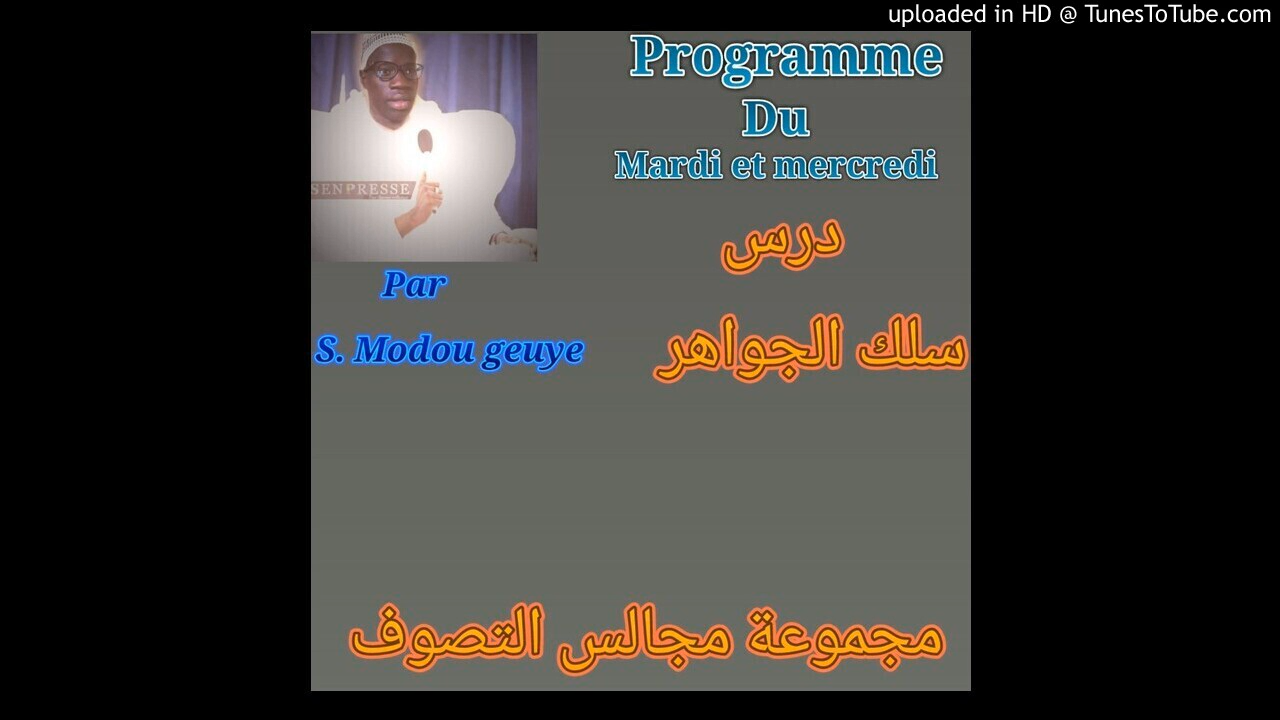 uploaded in HD @ TunesToTube.com
Programme
Du
Mardi et mercredi
SENPRESSE
درس
Par
S. Modou geuye
سلك الجواهر
مجموعة مجالس التصوف